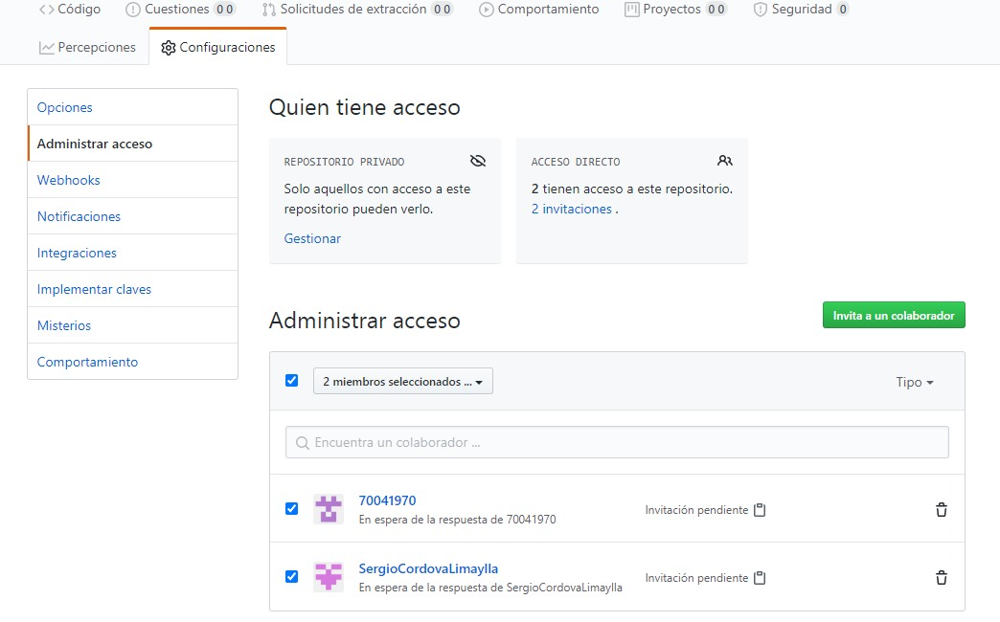 Código
Cuestiones 0 0
Solicitudes de extracción 0 0
Comportamiento
Proyectos 0 0
Seguridad 0
Percepciones
Configuraciones
Opciones
Administrar acceso
Webhooks
Notificaciones
Integraciones
Implementar claves
Misterios
Comportamiento
Quien tiene acceso
REPOSITORIO PRIVADO
Solo aquellos con acceso a este
repositorio pueden verlo.
Gestionar
ACCESO DIRECTO
2 tienen acceso a este repositorio.
2 invitaciones .
Administrar acceso
Invita a un colaborador
2 miembros seleccionados ...
Tipo
Encuentra un colaborador ...
70041970
En espera de la respuesta de 70041970
Invitación pendiente
SergioCordovaLimaylla
En espera de la respuesta de SergioCordovaLimaylla
Invitación pendiente